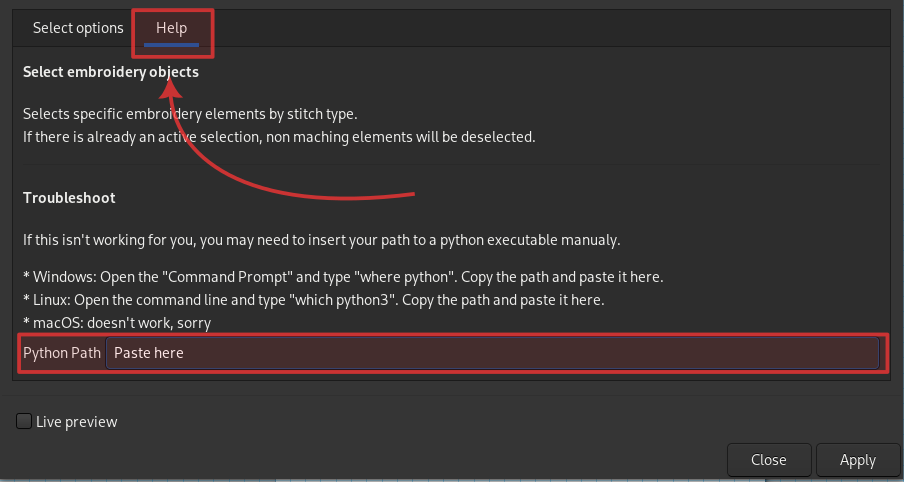 Select options
Help
Select embroidery objects
Selects specific embroidery elements by stitch type.
If there is already an active selection, non maching elements will be deselected.
Troubleshoot
If this isn't working for you, you may need to insert your path to a python executable manualy.
* Windows: Open the "Command Prompt" and type "where python". Copy the path and paste it here.
* Linux: Open the command line and type "which python3". Copy the path and paste it here.
* macOS: doesn't work, sorry
Python Path Paste here
Live preview
Close
Apply